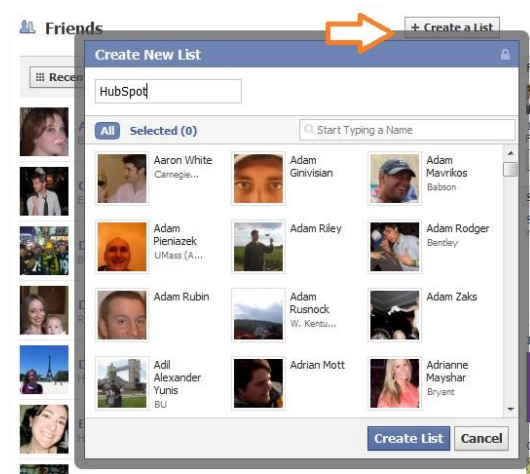 Friends
+ Create a List
Create New List
Recen
HubSpot
All Selected (0)
Start Typing a Name
Aaron White
Carnegie...
Adam
Ginivisian
Adam
Mavrikos
Babson
Adam
Pieniazek
UMass (A...
Adam Riley
Adam Rodger
Bentley
Adam Rubin
Adam
Rusnock
W. Kentu...
Adam Zaks
Adil
Alexander
Yunis
BU
Adrian Mott
Adrianne
Mayshar
Bryant
Create List
Cancel